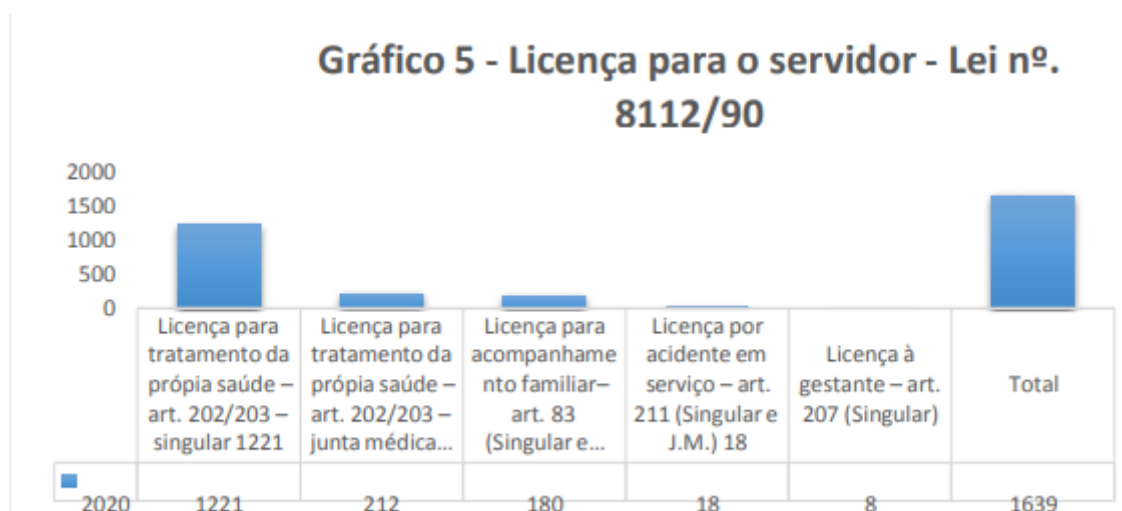 Gráfico 5 - Licença para o servidor - Lei nº.
8112/90
2000
1500
1000
500
0
Licença para
tratamento da
própia saúde –
art. 202/203 –
singular 1221
Licença para
tratamento da
própia saúde –
art. 202/203 –
junta médica...
Licença para
acompanhame
nto familiar–
art. 83
(Singular e...
Licença por
acidente em
serviço – art.
211 (Singular e
J.M.) 18
Licença à
gestante – art.
207 (Singular)
Total
2020 1221 212 180 18 8 1639